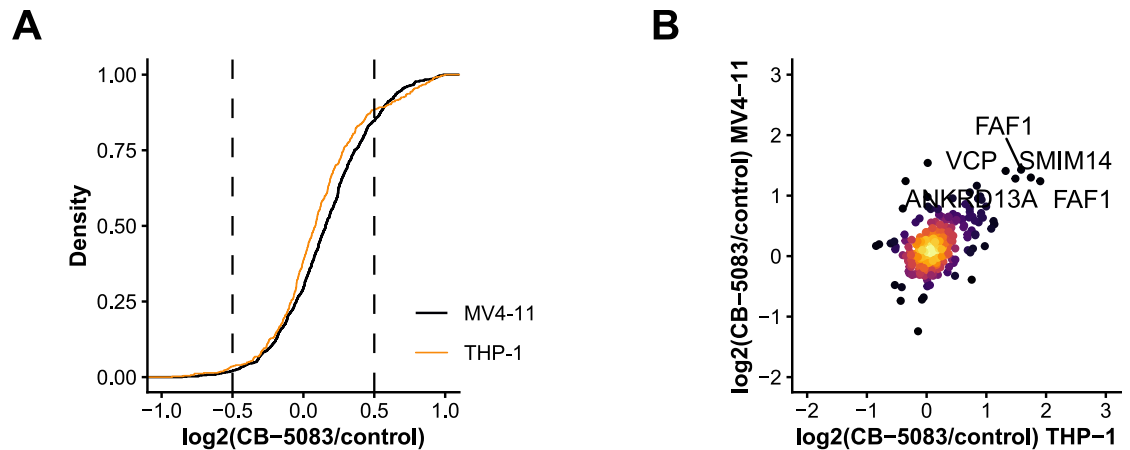 A
1.00
0.75
0.50
0.25
0.00
Density
MV4-11
THP-1
−1.0 −0.5 0.0 0.5 1.0
log2(CB−5083/control)
B
3
2
1
0
−1
−2
log2(CB−5083/control) MV4−11
FAF1
VCP SMIM14
ANKRD13A FAF1
−2 −1 0 1 2 3
log2(CB−5083/control) THP−1